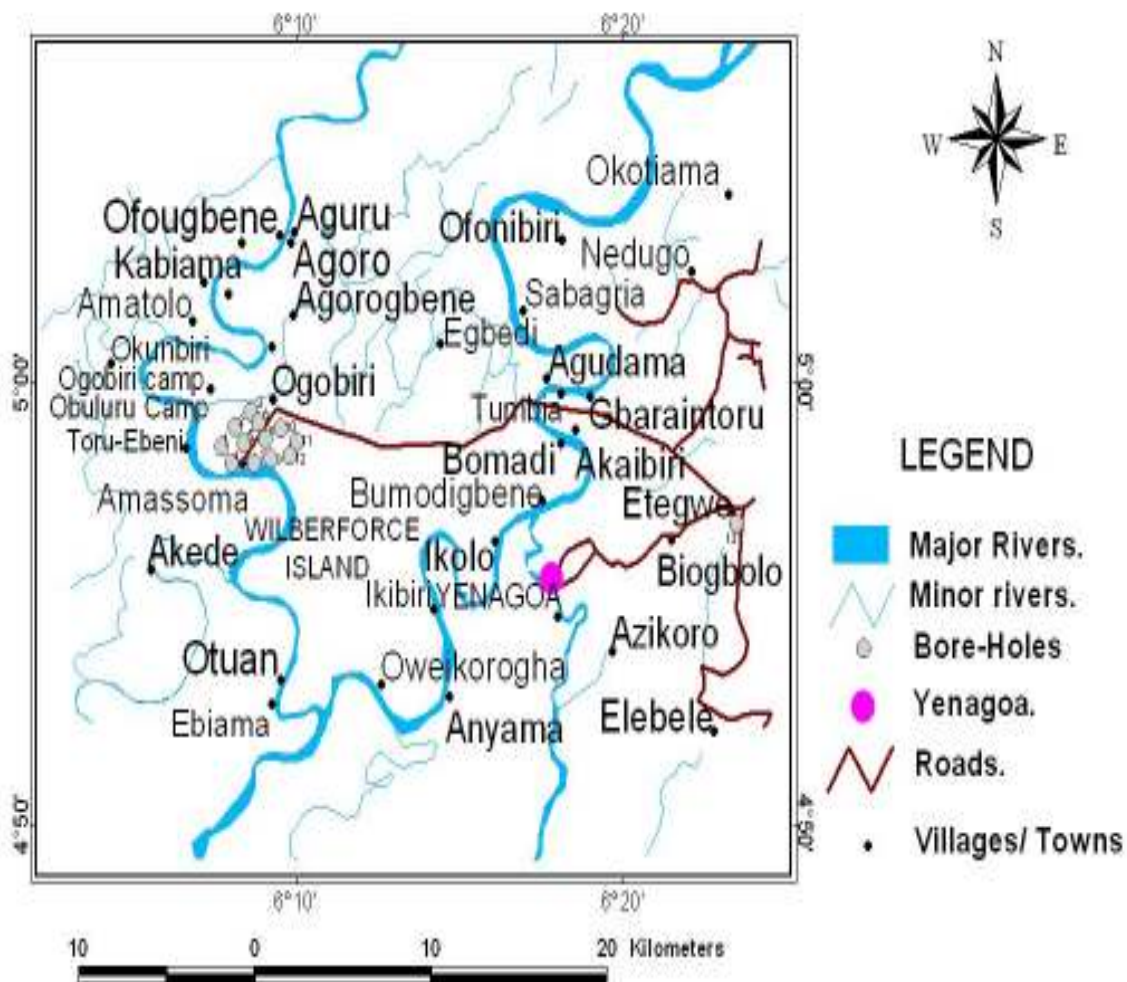 6°10'
6°20'
N
W
E
S
Okotiama
Ofougbene
Aguru
Ofonibiri
Nedugo
Kabiama
Agoro
Amatolo
Agorogbene
Sabagria
Egbedi
Okunbiri
Agudama
5°00'
5°00'
Ogobiri camp
Ogobiri
Obuluru Camp
Tumbia
Gbaraintoru
Toru-Ebeni
Bomadi
Akaibiri
Amassoma
Bumodigbene
Etegwe
WILBERFORCE
ISLAND
Akede
Ikolo
Biogbolo
Ikibiri
YENAGOA
Azikoro
Otuan
Oweikorogha
Ebiama
Anyama
Elebele
4°50'
4°50'
6°10'
6°20'
LEGEND
Major Rivers.
Minor rivers.
Bore-Holes
Yenagoa.
Roads.
Villages/ Towns
10 0 10 20 Kilometers